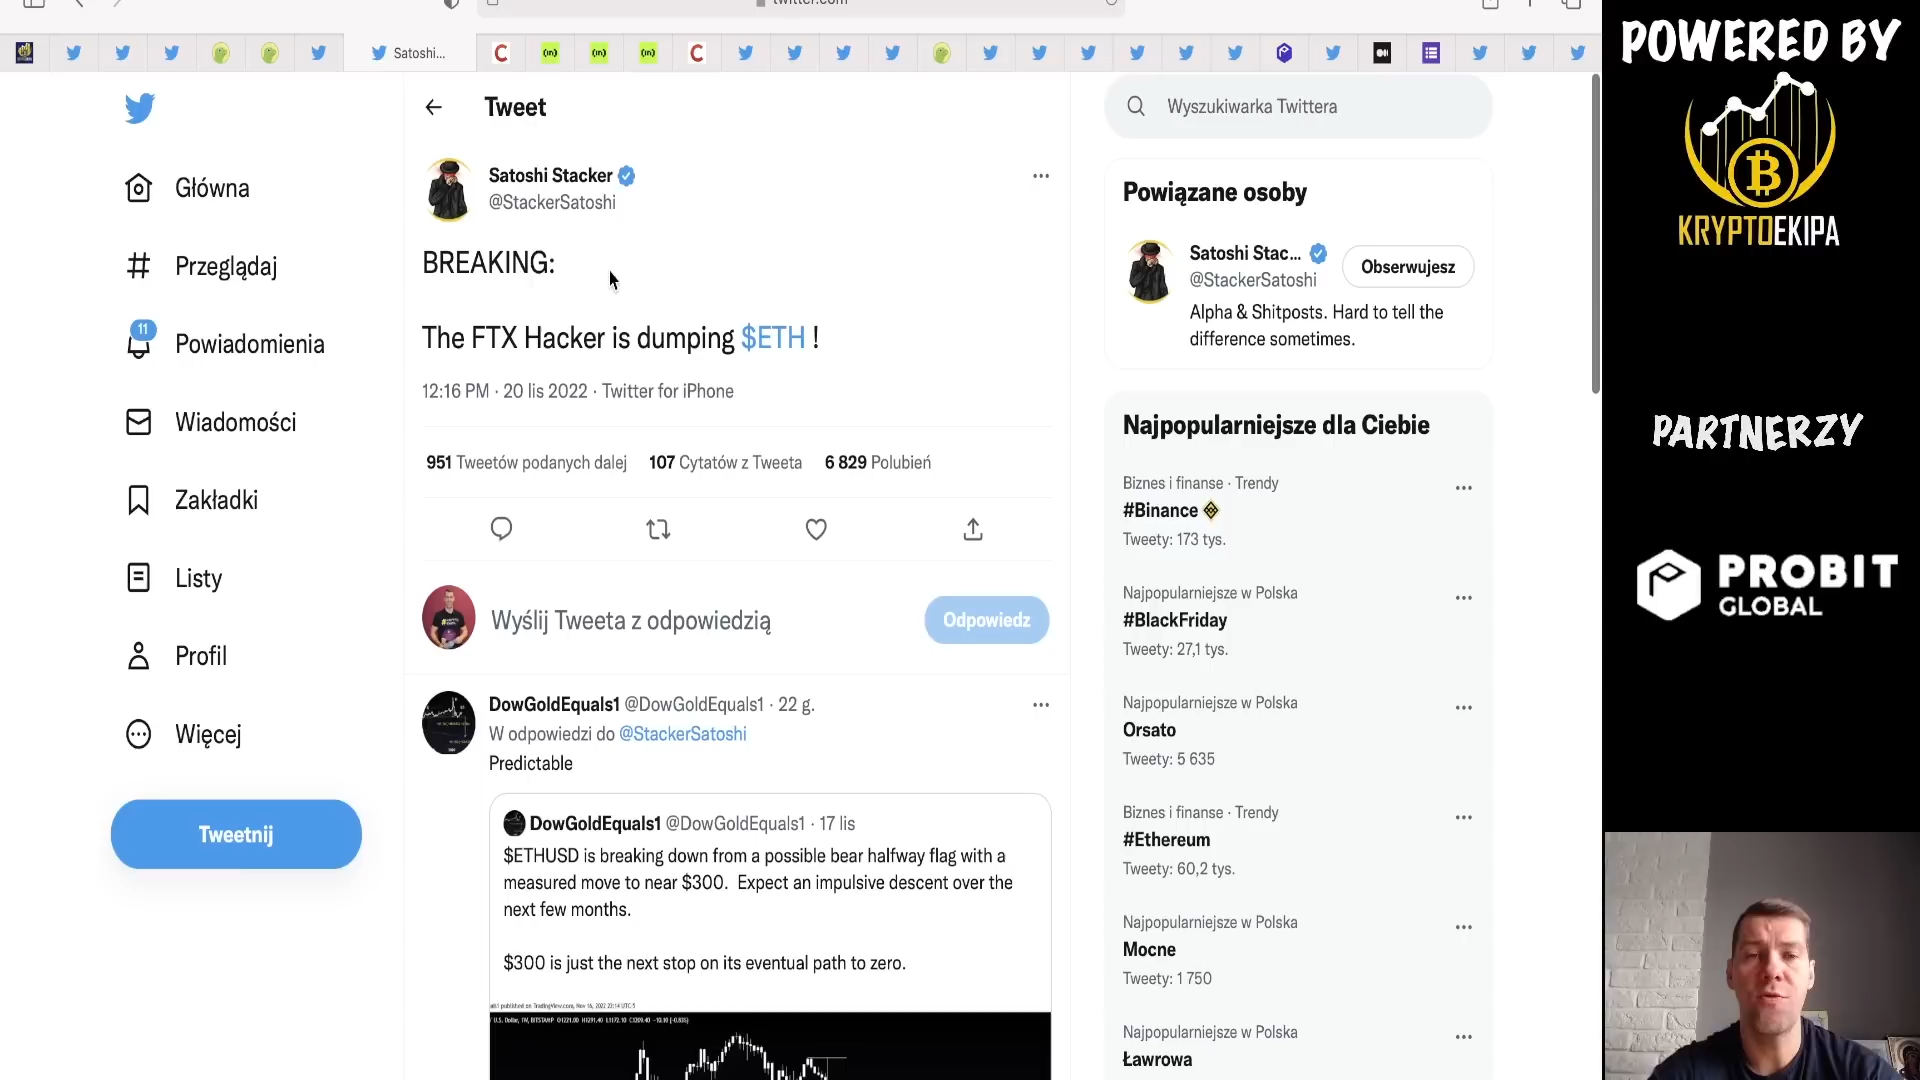 twitter.com
Satoshi...
Tweet
Wyszukiwarka Twittera
Główna
Przeglądaj
11
Powiadomienia
Wiadomości
Zakładki
Listy
Profil
Więcej
Tweetnij
Satoshi Stacker
@StackerSatoshi
BREAKING:
The FTX Hacker is dumping $ETH !
12:16 PM · 20 lis 2022 · Twitter for iPhone
951 Tweetów podanych dalej 107 Cytatów z Tweeta 6 829 Polubień
Wyślij Tweeta z odpowiedzią
Odpowiedz
DowGoldEquals1 @DowGoldEquals1 · 22 g.
W odpowiedzi do @StackerSatoshi
Predictable
DowGoldEquals1 @DowGoldEquals1 · 17 lis
$ETHUSD is breaking down from a possible bear halfway flag with a
measured move to near $300. Expect an impulsive descent over the
next few months.
$300 is just the next stop on its eventual path to zero.
Powiązane osoby
Satoshi Stac...
@StackerSatoshi
Obserwujesz
Alpha & Shitposts. Hard to tell the
difference sometimes.
Najpopularniejsze dla Ciebie
Biznes i finanse · Trendy
#Binance
Tweety: 173 tys.
Najpopularniejsze w Polska
#BlackFriday
Tweety: 27,1 tys.
Najpopularniejsze w Polska
Orsato
Tweety: 5 635
Biznes i finanse · Trendy
#Ethereum
Tweety: 60,2 tys.
Najpopularniejsze w Polska
Mocne
Tweety: 1 750
Najpopularniejsze w Polska
Ławrowa
POWERED BY
KRYPTOEKIPA
PARTNERZY
PROBIT
GLOBAL